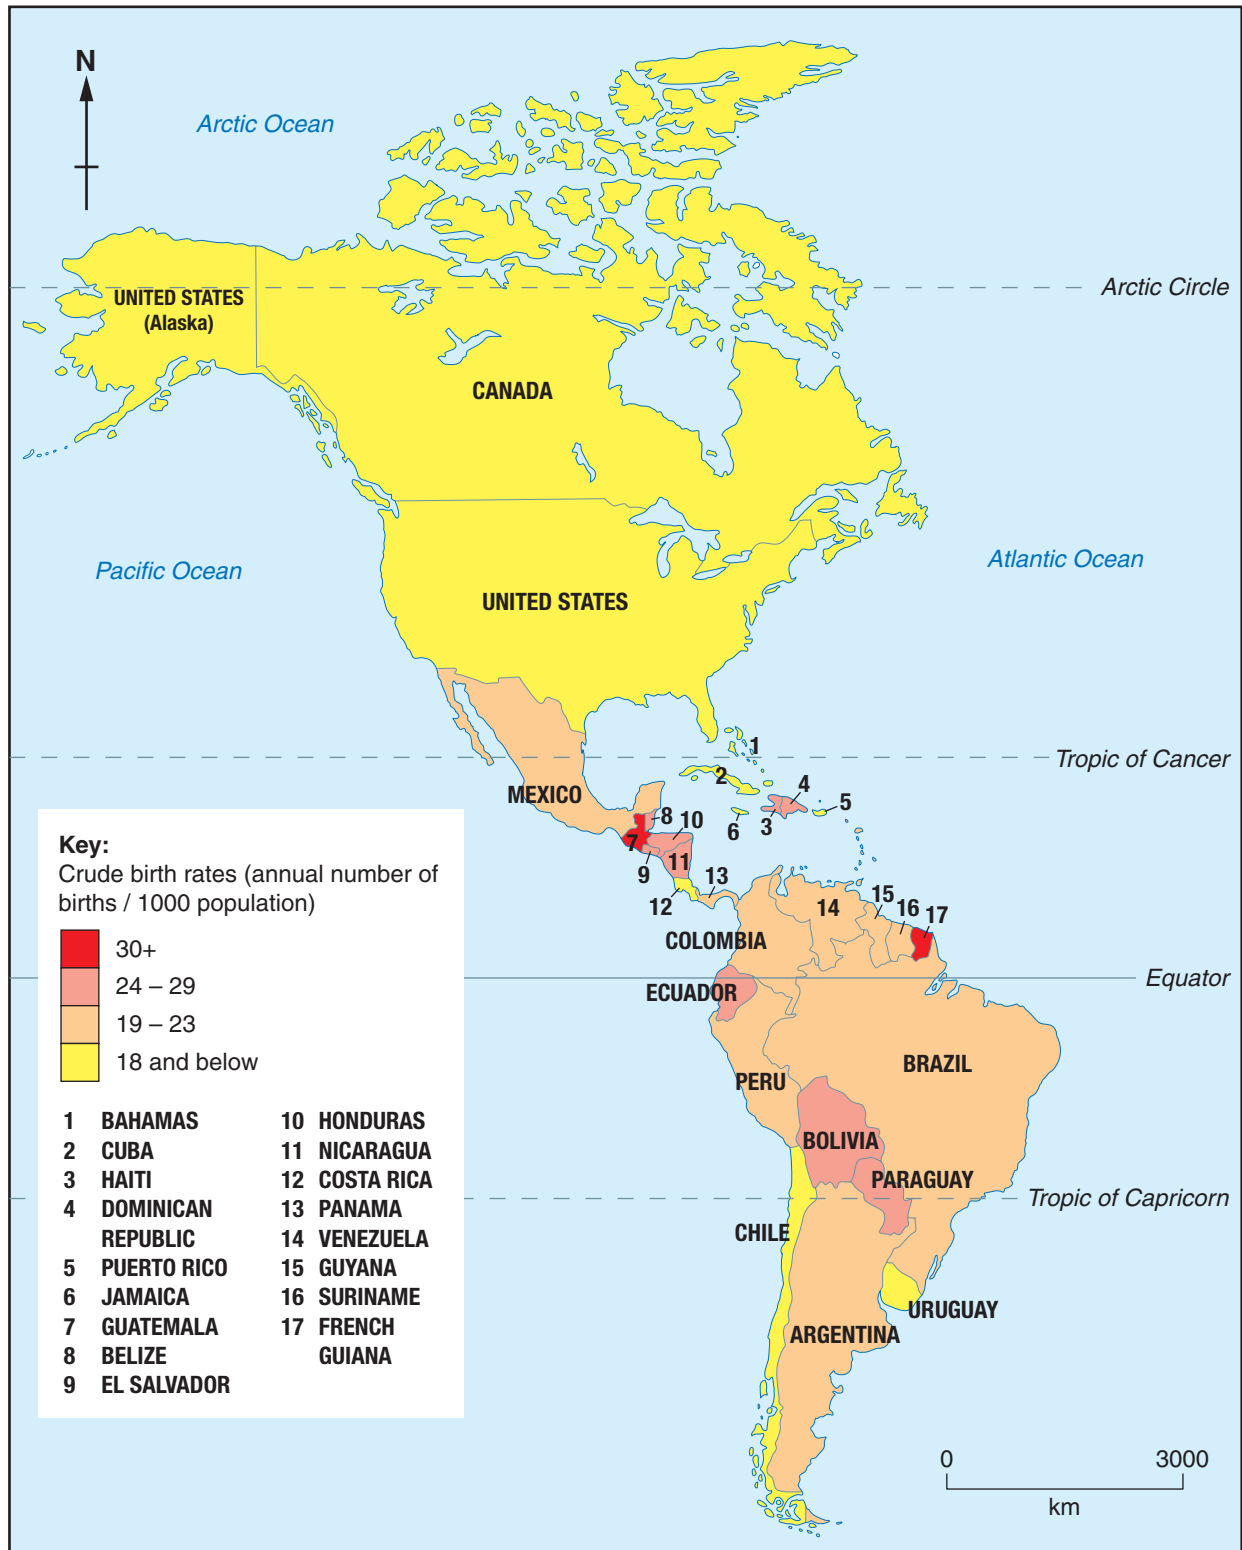 N
Arctic Ocean
Arctic Circle
UNITED STATES
(Alaska)
CANADA
Pacific Ocean
Atlantic Ocean
UNITED STATES
1
Tropic of Cancer
2
MEXICO
4
5
3
6
8
10
7
9
11
12
13
14
15
16
17
COLOMBIA
Equator
ECUADOR
BRAZIL
PERU
BOLIVIA
PARAGUAY
Tropic of Capricorn
CHILE
URUGUAY
ARGENTINA
Key:
Crude birth rates (annual number of
births / 1000 population)
30+
24 – 29
19 – 23
18 and below
1 BAHAMAS
2 CUBA
3 HAITI
4 DOMINICAN
REPUBLIC
5 PUERTO RICO
6 JAMAICA
7 GUATEMALA
8 BELIZE
9 EL SALVADOR
10 HONDURAS
11 NICARAGUA
12 COSTA RICA
13 PANAMA
14 VENEZUELA
15 GUYANA
16 SURINAME
17 FRENCH
GUIANA
0 3000
km